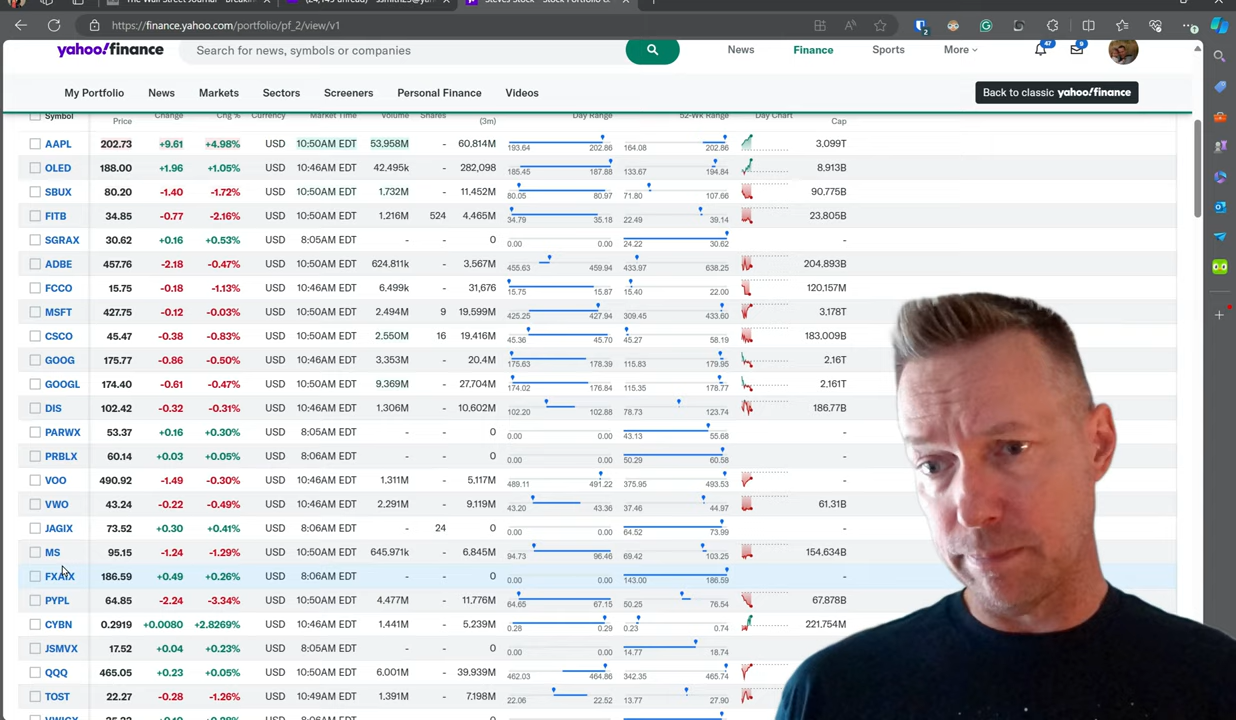 The Wall Street Journal - Breakin
https://finance.yahoo.com/portfolio/pf_2/view/v1
yahoo!finance Search for news, symbols or companies News Finance Sports More 47 9
My Portfolio News Markets Sectors Screeners Personal Finance Videos Back to classic yahoo!finance
Symbol Price Change Chg % Currency Market Time Volume Shares (3m) Day Range 52-Wk Range Day Chart Cap
AAPL 202.73 +9.61 +4.98% USD 10:50AM EDT 53.958M - 60.814M 193.64 202.86 164.08 202.86 3.099T
OLED 188.00 +1.96 +1.05% USD 10:46AM EDT 42.495k - 282,098 185.45 187.88 133.67 194.84 8.913B
SBUX 80.20 -1.40 -1.72% USD 10:50AM EDT 1.732M - 11.452M 80.05 80.97 71.80 107.66 90.775B
FITB 34.85 -0.77 -2.16% USD 10:50AM EDT 1.216M 524 4.465M 34.79 35.18 22.49 39.14 23.805B
SGRAX 30.62 +0.16 +0.53% USD 8:05AM EDT - - 0 0.00 0.00 24.22 30.62 -
ADBE 457.76 -2.18 -0.47% USD 10:50AM EDT 624.811k - 3.567M 455.63 459.94 433.97 638.25 204.893B
FCCO 15.75 -0.18 -1.13% USD 10:50AM EDT 6.499k - 31,676 15.75 15.87 15.40 22.00 120.157M
MSFT 427.75 -0.12 -0.03% USD 10:50AM EDT 2.494M 9 19.599M 425.25 427.94 309.45 433.60 3.178T
CSCO 45.47 -0.38 -0.83% USD 10:50AM EDT 2.550M 16 19.416M 45.36 45.70 45.27 58.19 183.009B
GOOG 175.77 -0.86 -0.50% USD 10:46AM EDT 3.353M - 20.4M 175.63 178.39 115.83 179.95 2.16T
GOOGL 174.40 -0.61 -0.47% USD 10:50AM EDT 9.369M - 27.704M 174.02 176.84 115.35 178.77 2.161T
DIS 102.42 -0.32 -0.31% USD 10:46AM EDT 1.306M - 10.602M 102.20 102.88 78.73 123.74 186.77B
PARWX 53.37 +0.16 +0.30% USD 8:05AM EDT - - 0 0.00 0.00 43.13 55.68 -
PRBLX 60.14 +0.03 +0.05% USD 8:06AM EDT - - 0 0.00 0.00 50.29 60.58 -
VOO 490.92 -1.49 -0.30% USD 10:46AM EDT 1.311M - 5.117M 489.11 491.22 375.95 493.53 -
VWO 43.24 -0.22 -0.49% USD 10:46AM EDT 2.291M - 9.119M 43.20 43.36 37.46 44.97 61.31B
JAGIX 73.52 +0.30 +0.41% USD 8:06AM EDT - 24 0 0.00 0.00 64.52 73.99 -
MS 95.15 -1.24 -1.29% USD 10:50AM EDT 645.971k - 6.845M 94.73 96.46 69.42 103.25 154.634B
FXAIX 186.59 +0.49 +0.26% USD 8:06AM EDT - - 0 0.00 0.00 143.00 186.59 -
PYPL 64.85 -2.24 -3.34% USD 10:50AM EDT 4.477M - 11.776M 64.65 67.15 50.25 76.54 67.878B
CYBN 0.2919 +0.0080 +2.8269% USD 10:50AM EDT 1.441M - 5.239M 0.28 0.29 0.23 0.74 221.754M
JSMVX 17.52 +0.04 +0.23% USD 8:05AM EDT - - 0 0.00 0.00 14.77 18.74
QQQ 465.05 +0.23 +0.05% USD 10:50AM EDT 6.001M - 39.939M 462.03 464.86 342.35 465.74
TOST 22.27 -0.28 -1.26% USD 10:49AM EDT 1.391M - 7.198M 22.06 22.52 13.77 27.90